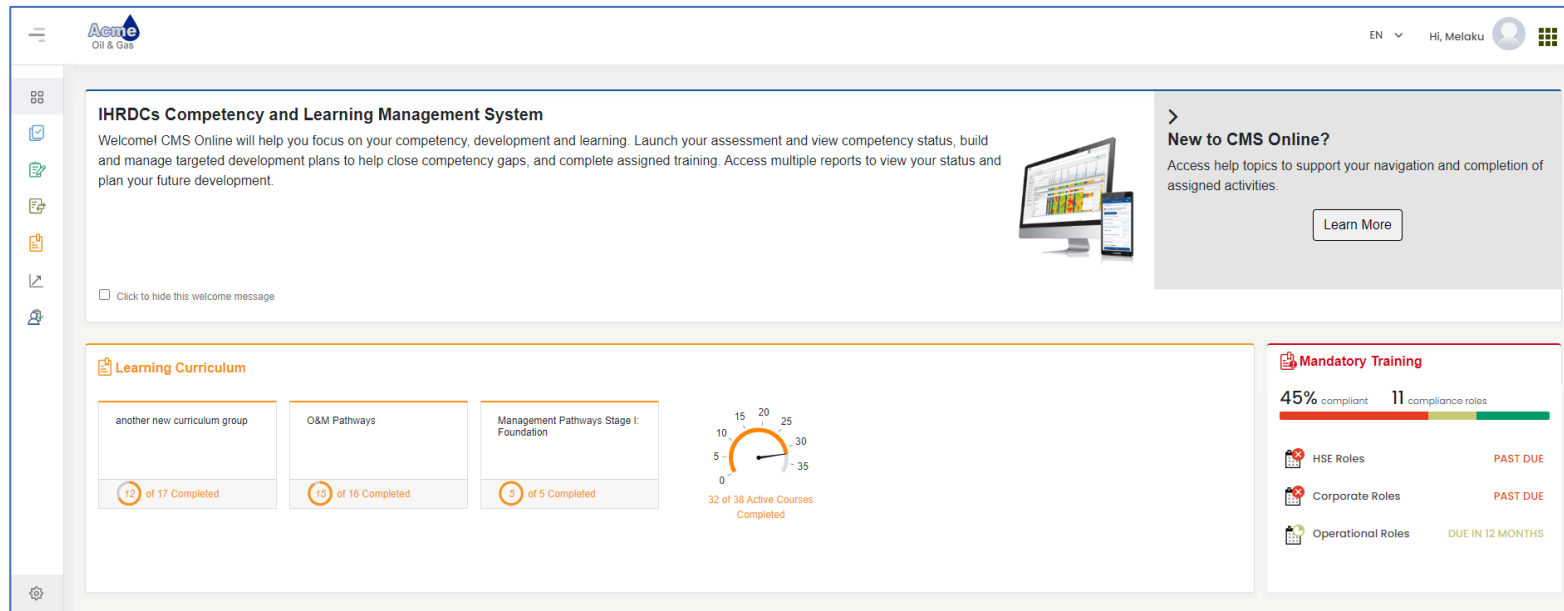 Acme
Oil & Gas
EN
Hi, Melaku
IHRDCs Competency and Learning Management System
Welcome! CMS Online will help you focus on your competency, development and learning. Launch your assessment and view competency status, build
and manage targeted development plans to help close competency gaps, and complete assigned training. Access multiple reports to view your status and
plan your future development.
Click to hide this welcome message
New to CMS Online?
Access help topics to support your navigation and completion of
assigned activities.
Learn More
Learning Curriculum
another new curriculum group
12 of 17 Completed
O&M Pathways
15 of 16 Completed
Management Pathways Stage I:
Foundation
5 of 5 Completed
0
5
10
15
20
25
30
35
32 of 38 Active Courses
Completed
Mandatory Training
45% compliant 11 compliance roles
HSE Roles PAST DUE
Corporate Roles PAST DUE
Operational Roles DUE IN 12 MONTHS